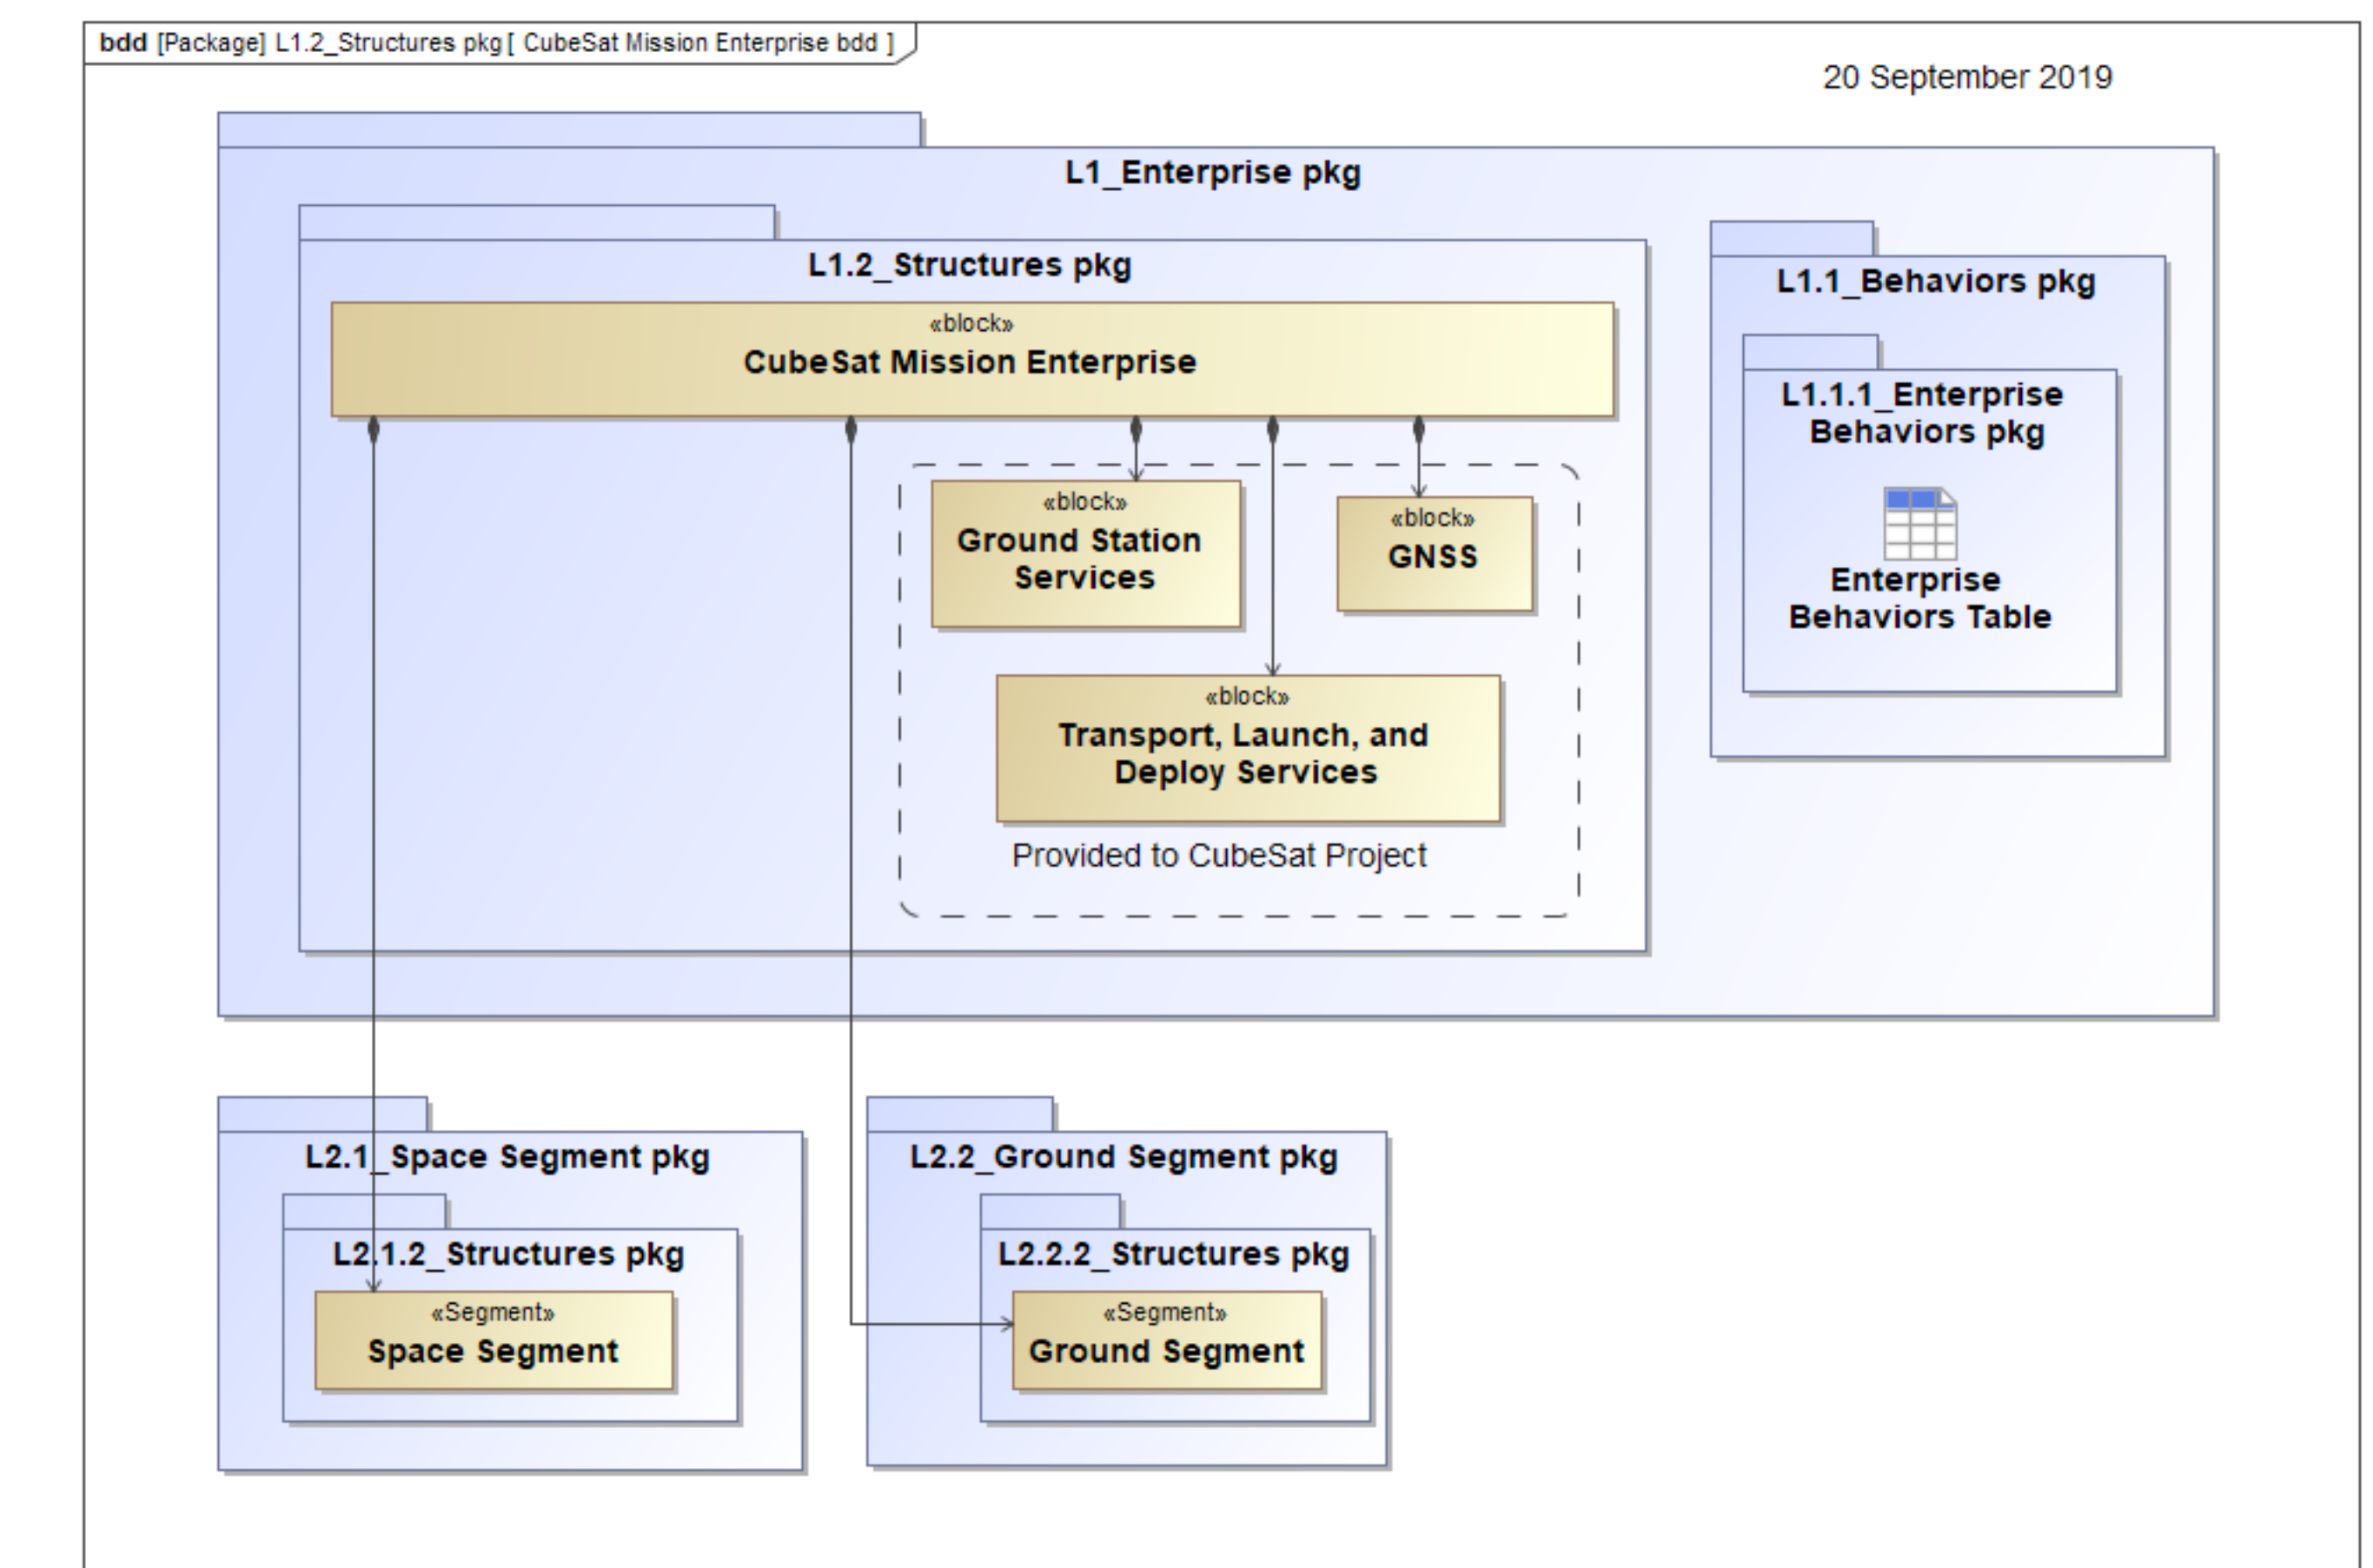 bdd [Package] L1.2_Structures pkg[ CubeSat Mission Enterprise bdd ]
20 September 2019
L1_Enterprise pkg
L1.2_Structures pkg
«block»
CubeSat Mission Enterprise
«block»
Ground Station
Services
«block»
GNSS
«block»
Transport, Launch, and
Deploy Services
Provided to CubeSat Project
L1.1_Behaviors pkg
L1.1.1_Enterprise
Behaviors pkg
Enterprise
Behaviors Table
L2.1_Space Segment pkg
L2.1.2_Structures pkg
«Segment»
Space Segment
L2.2_Ground Segment pkg
L2.2.2_Structures pkg
«Segment»
Ground Segment